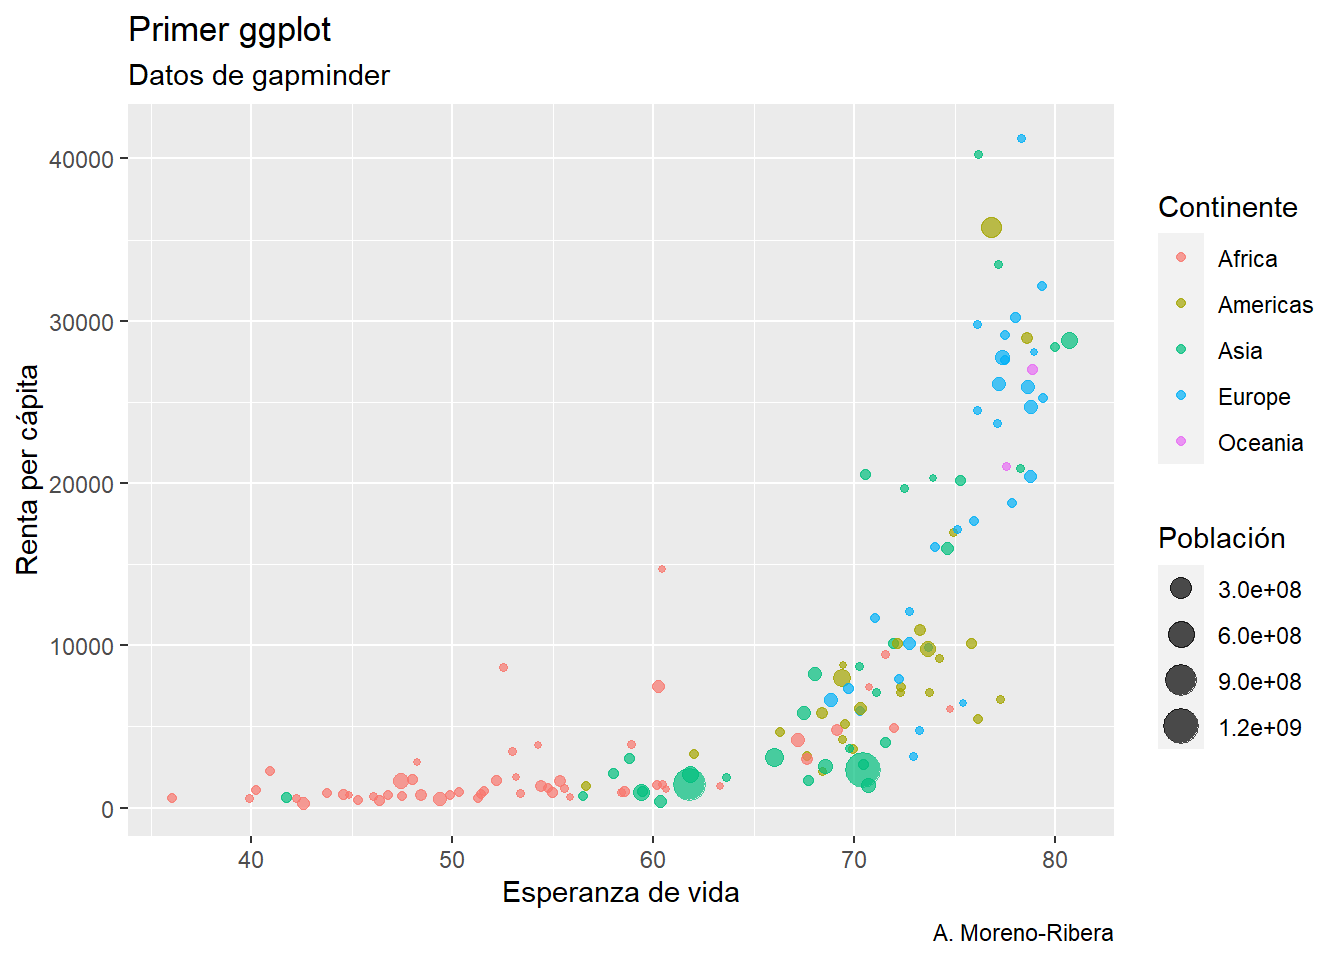 Primer ggplot
Datos de gapminder
40000
30000
20000
10000
0
Renta per cápita
40 50 60 70 80
Esperanza de vida
Continente
Africa
Americas
Asia
Europe
Oceania
Población
3.0e+08
6.0e+08
9.0e+08
1.2e+09
A. Moreno-Ribera